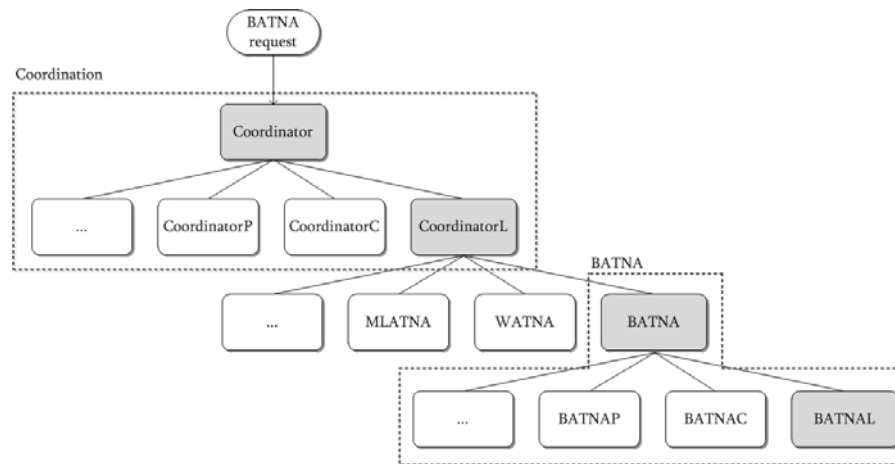 BATNA
request
Coordination
Coordinator
...
CoordinatorP
CoordinatorC
CoordinatorL
BATNA
...
MLATNA
WATNA
BATNA
...
BATNAP
BATNAC
BATNAL